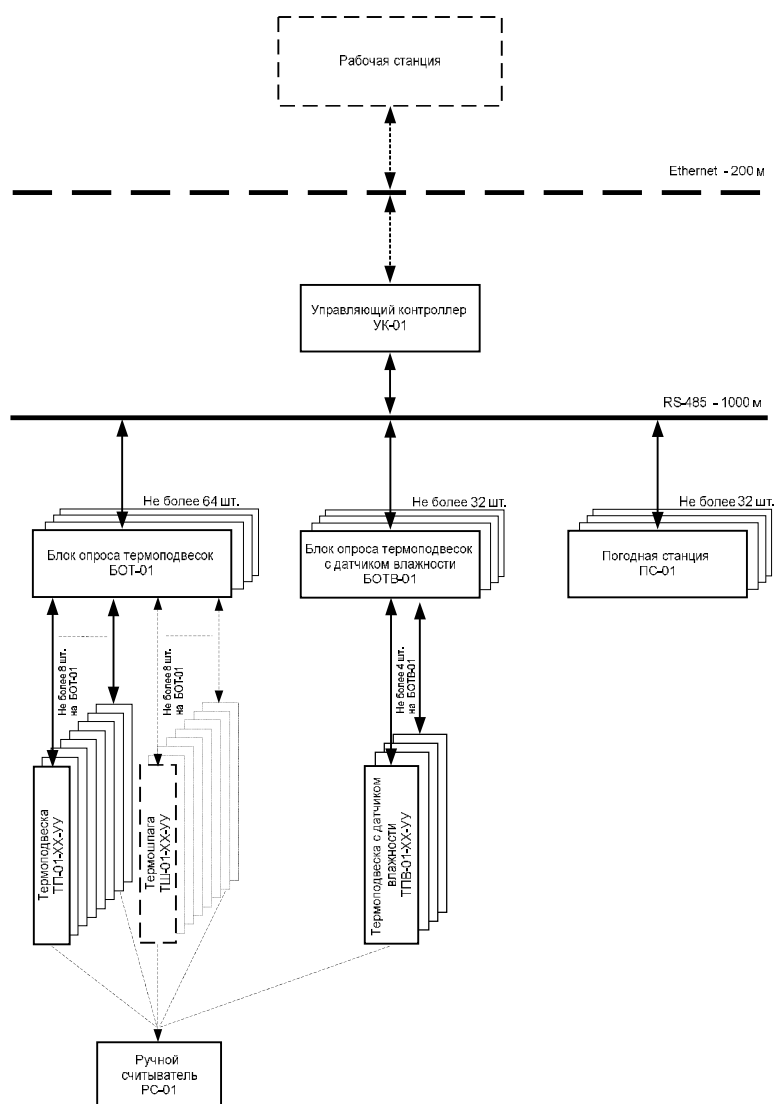 Рабочая станция
Ethernet - 200 м
Управляющий контроллер
УК-01
RS-485 - 1000 м
Не более 64 шт.
Не более 32 шт.
Не более 32 шт.
Блок опроса термоподвесок
БОТ-01
Блок опроса термоподвесок
с датчиком влажности
БОТВ-01
Погодная станция
ПС-01
Не более 8 шт.
на БОТ-01
Не более 8 шт.
на БОТ-01
Не более 4 шт.
на БОТВ-01
Термоподвеска
ТП-01-ХХ-УУ
Термошпага
ТШ-01-ХХ-УУ
Термоподвеска с датчиком
влажности
ТПВ-01-ХХ-УУ
Ручной
считыватель
РС-01